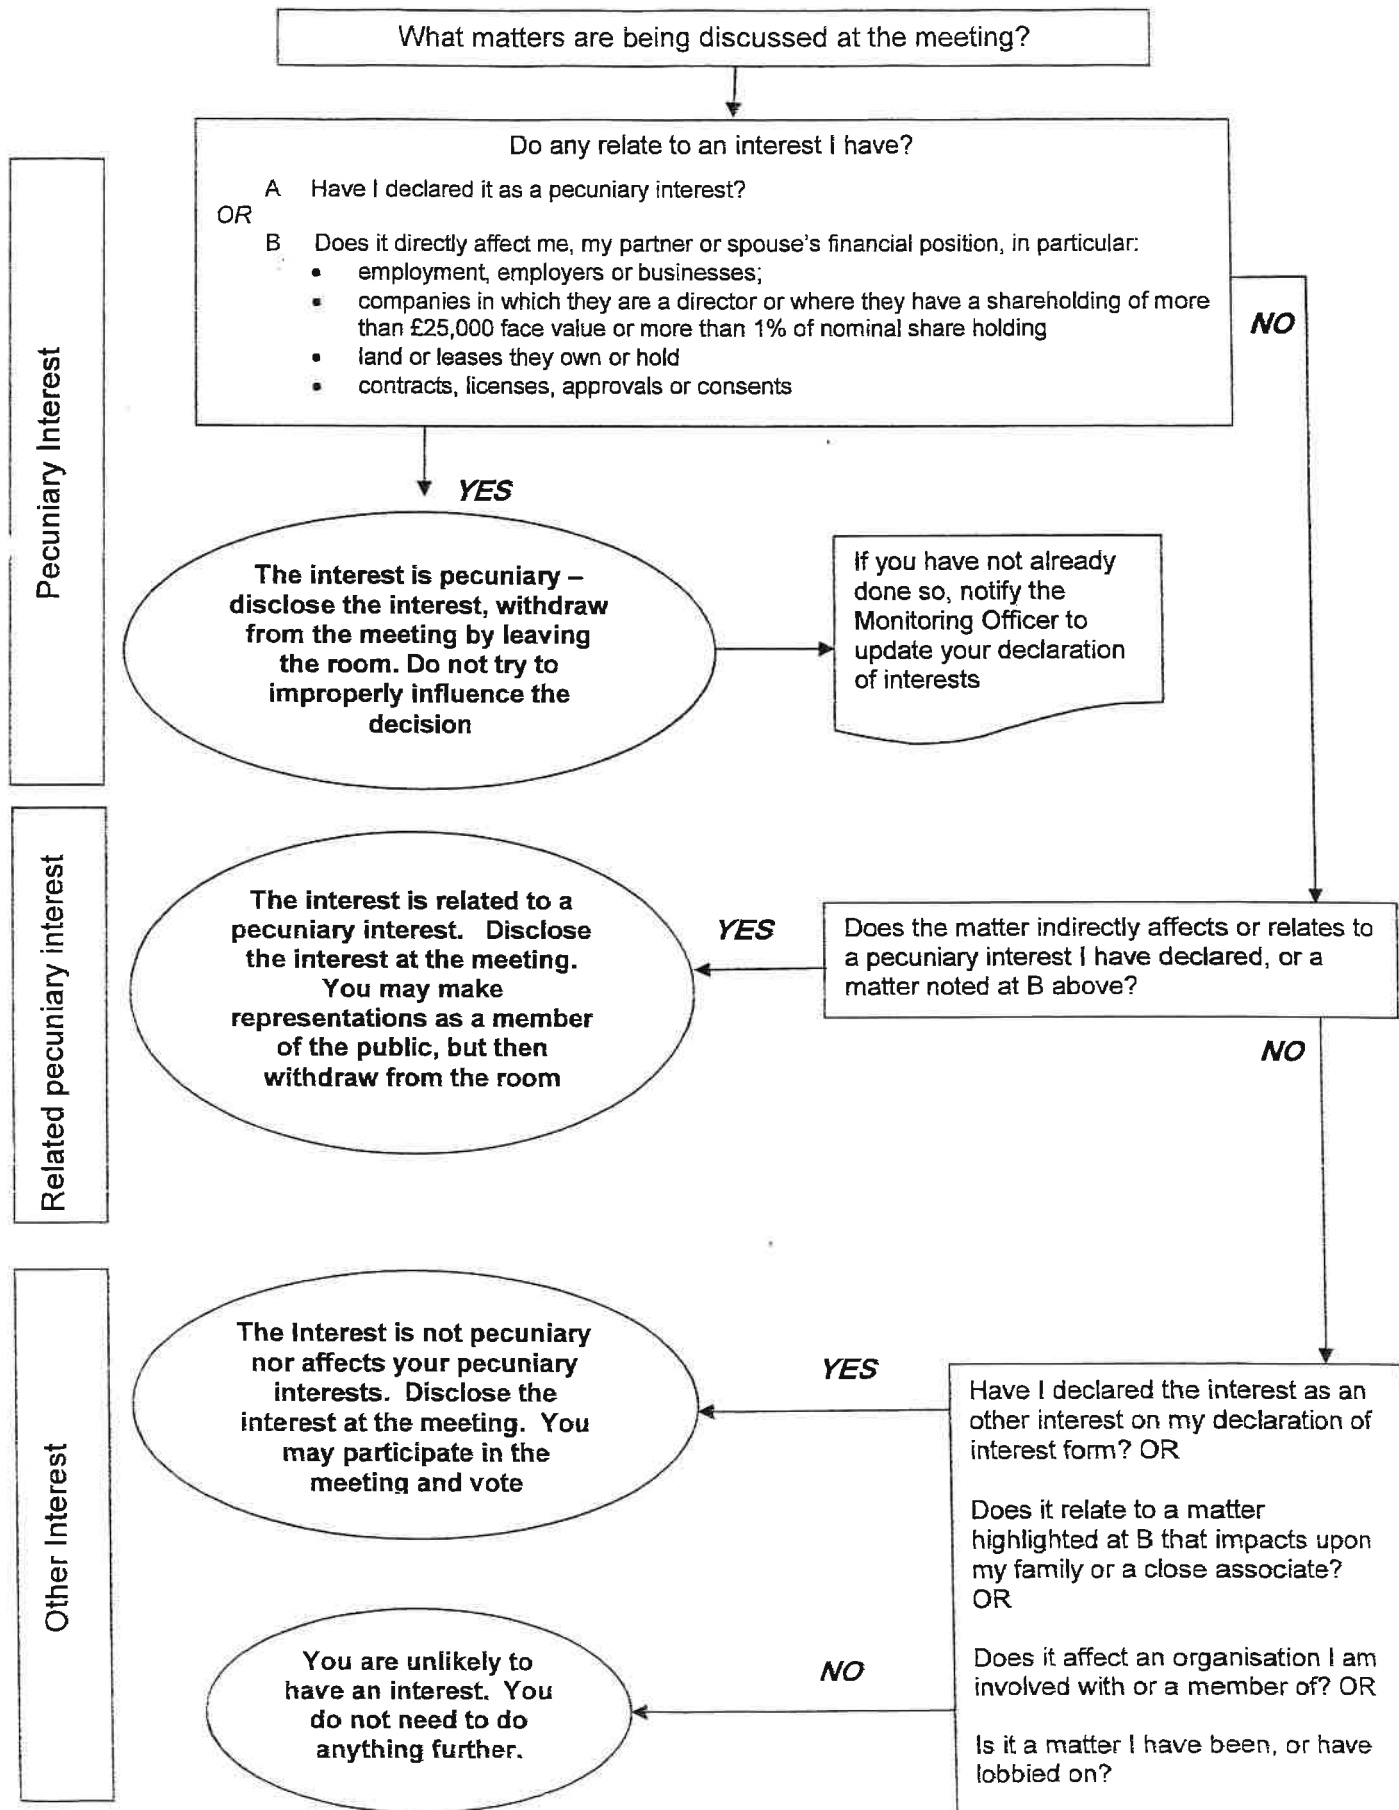 What matters are being discussed at the meeting?
Do any relate to an interest I have?
A Have I declared it as a pecuniary interest?
OR
B Does it directly affect me, my partner or spouse's financial position, in particular:
• employment, employers or businesses;
• companies in which they are a director or where they have a shareholding of more
than £25,000 face value or more than 1% of nominal share holding
• land or leases they own or hold
• contracts, licenses, approvals or consents
NO
Pecuniary Interest
YES
The interest is pecuniary –
disclose the interest, withdraw
from the meeting by leaving
the room. Do not try to
improperly influence the
decision
If you have not already
done so, notify the
Monitoring Officer to
update your declaration
of interests
Related pecuniary interest
The interest is related to a
pecuniary interest. Disclose
the interest at the meeting.
You may make
representations as a member
of the public, but then
withdraw from the room
YES
Does the matter indirectly affects or relates to
a pecuniary interest I have declared, or a
matter noted at B above?
NO
Other Interest
The Interest is not pecuniary
nor affects your pecuniary
interests. Disclose the
interest at the meeting. You
may participate in the
meeting and vote
YES
Have I declared the interest as an
other interest on my declaration of
interest form? OR
Does it relate to a matter
highlighted at B that impacts upon
my family or a close associate?
OR
Does it affect an organisation I am
involved with or a member of? OR
Is it a matter I have been, or have
lobbied on?
NO
You are unlikely to
have an interest. You
do not need to do
anything further.